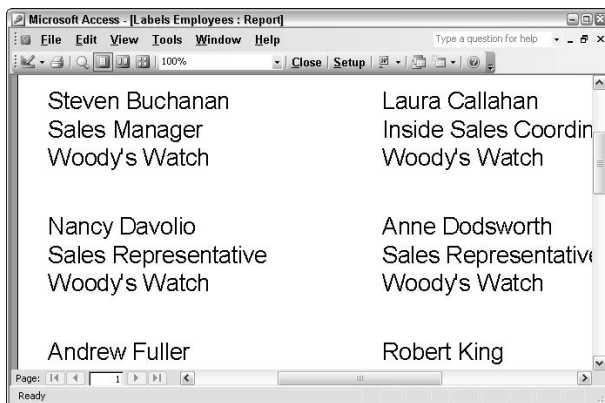 Microsoft Access - [Labels Employees : Report]
File Edit View Tools Window Help Type a question for help
100% Close Setup
Steven Buchanan Laura Callahan
Sales Manager Inside Sales Coordin
Woody's Watch Woody's Watch
Nancy Davolio Anne Dodsworth
Sales Representative Sales Representative
Woody's Watch Woody's Watch
Andrew Fuller Robert King
Page: 1
Ready